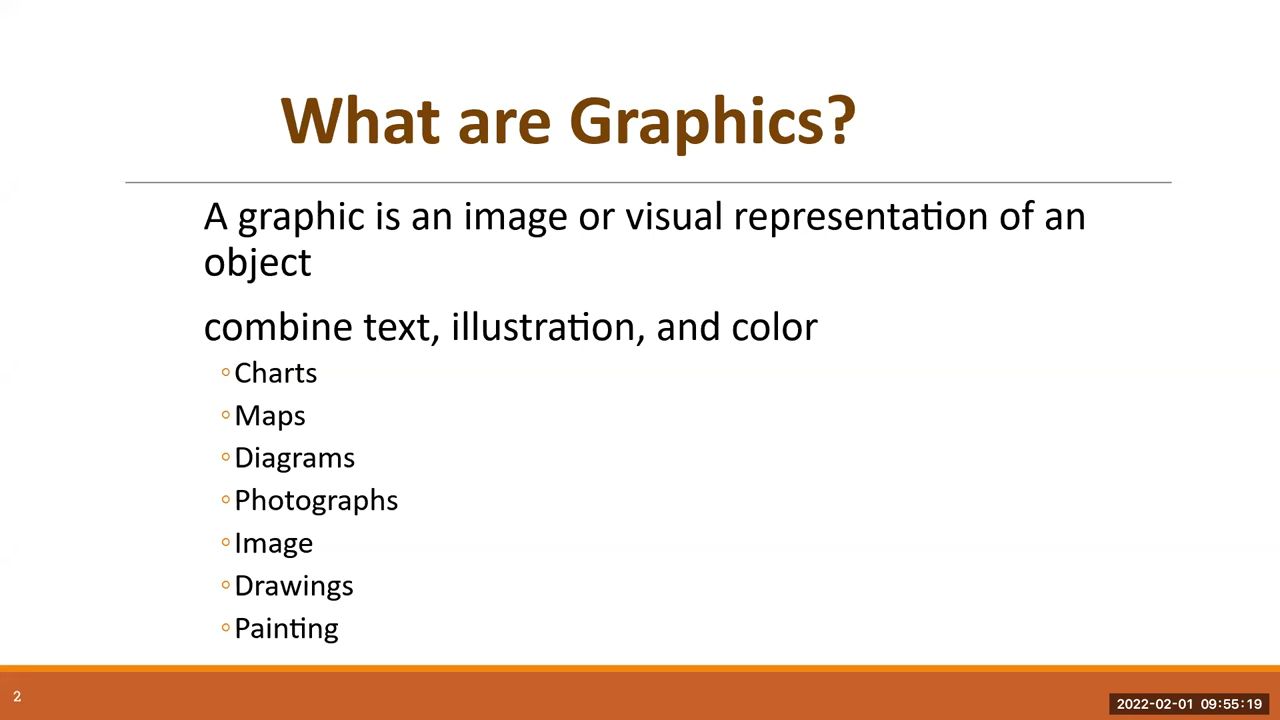 What are Graphics?
A graphic is an image or visual representation of an
object
combine text, illustration, and color
◦Charts
◦Maps
◦Diagrams
◦Photographs
◦Image
◦Drawings
◦Painting
2
2022-02-01 09:55:19